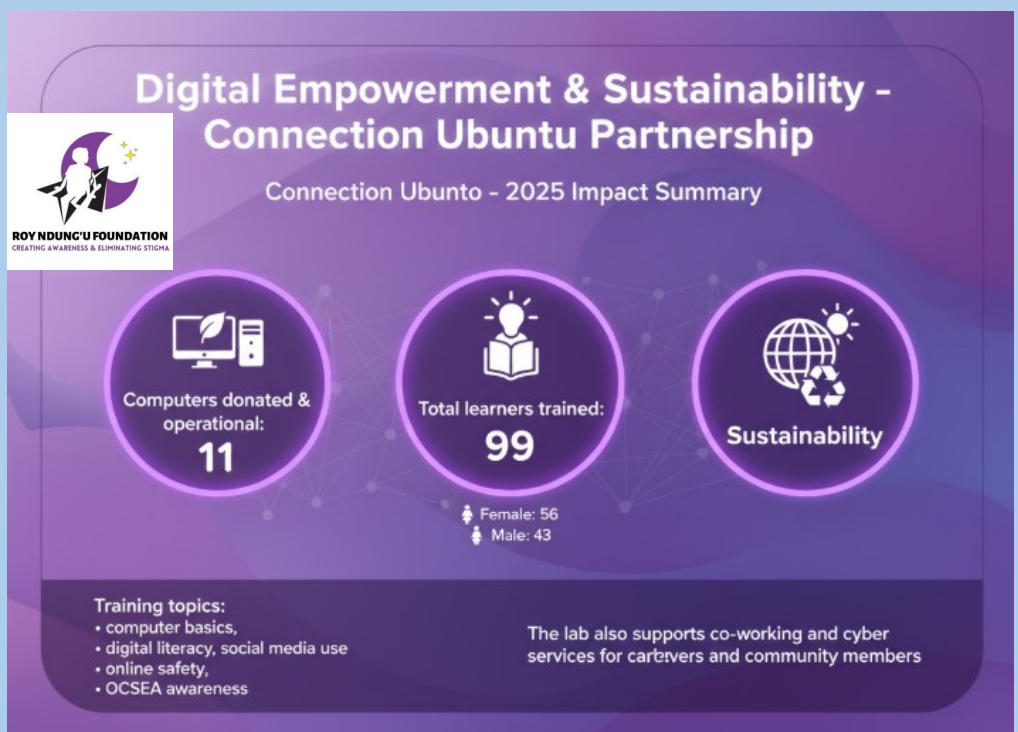 Digital Empowerment & Sustainability -
Connection Ubuntu Partnership
Connection Ubunto - 2025 Impact Summary
ROY NDUNG'U FOUNDATION
CREATING AWARENESS & ELIMINATING STIGMA
Computers donated &
operational:
11
Total learners trained:
99
Female: 56
Male: 43
Sustainability
Training topics:
• computer basics,
• digital literacy, social media use
• online safety,
• OCSEA awareness
The lab also supports co-working and cyber
services for and community members